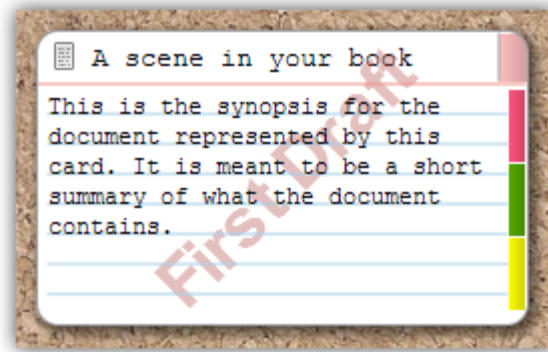 A scene in your book
This is the synopsis for the
document represented by this
card. It is meant to be a short
summary of what the document
contains.
First Draft